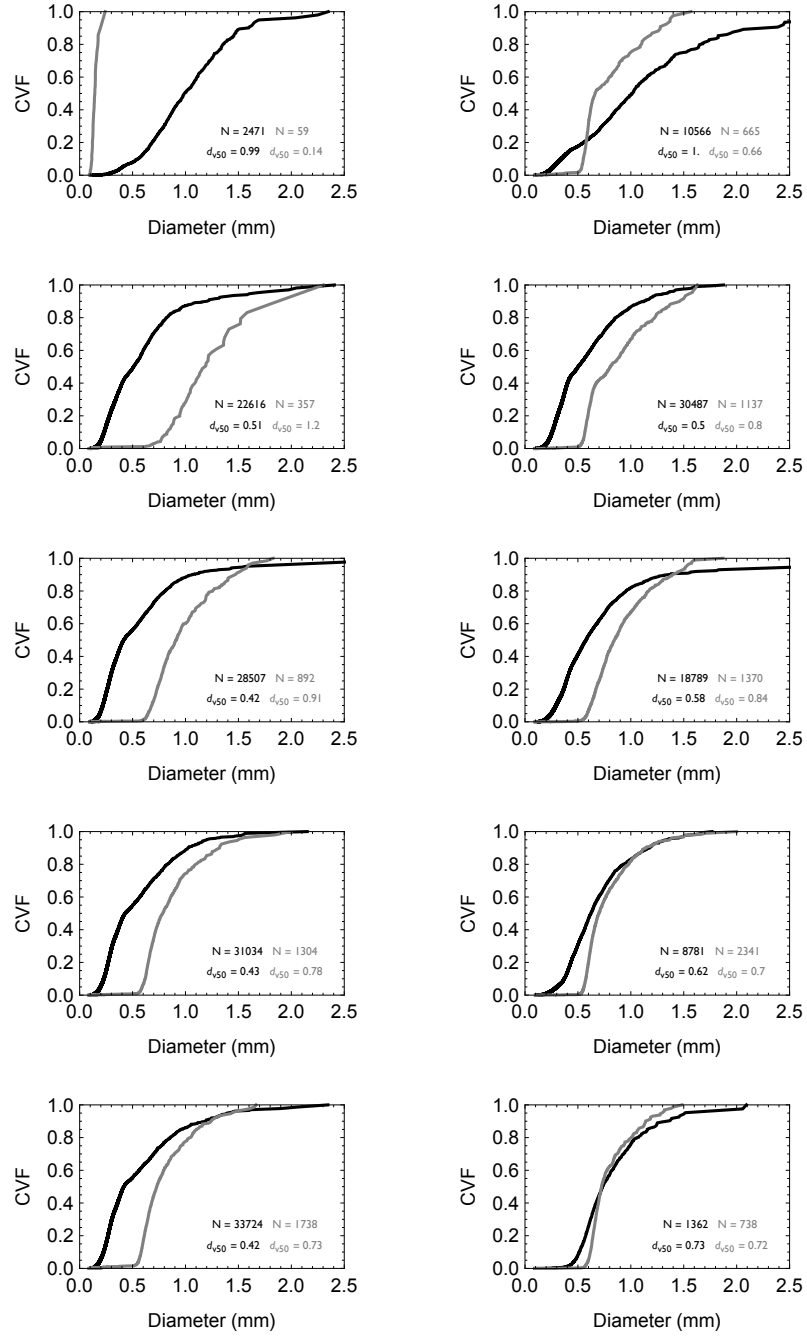 1.0
0.8
CVF
0.6
0.4
N = 2471 N = 59
0.2
dv50 = 0.99 dv50 = 0.14
0.0
0.0 0.5 1.0 1.5 2.0 2.5
Diameter (mm)
1.0
0.8
CVF
0.6
0.4
N = 10566 N = 665
0.2
dv50 = 1. dv50 = 0.66
0.0
0.0 0.5 1.0 1.5 2.0 2.5
Diameter (mm)
1.0
0.8
CVF
0.6
0.4
N = 22616 N = 357
0.2
dv50 = 0.51 dv50 = 1.2
0.0
0.0 0.5 1.0 1.5 2.0 2.5
Diameter (mm)
1.0
0.8
CVF
0.6
0.4
N = 30487 N = 1137
0.2
dv50 = 0.5 dv50 = 0.8
0.0
0.0 0.5 1.0 1.5 2.0 2.5
Diameter (mm)
1.0
0.8
CVF
0.6
0.4
N = 28507 N = 892
0.2
dv50 = 0.42 dv50 = 0.91
0.0
0.0 0.5 1.0 1.5 2.0 2.5
Diameter (mm)
1.0
0.8
CVF
0.6
0.4
N = 18789 N = 1370
0.2
dv50 = 0.58 dv50 = 0.84
0.0
0.0 0.5 1.0 1.5 2.0 2.5
Diameter (mm)
1.0
0.8
CVF
0.6
0.4
N = 31034 N = 1304
0.2
dv50 = 0.43 dv50 = 0.78
0.0
0.0 0.5 1.0 1.5 2.0 2.5
Diameter (mm)
1.0
0.8
CVF
0.6
0.4
N = 8781 N = 2341
0.2
dv50 = 0.62 dv50 = 0.7
0.0
0.0 0.5 1.0 1.5 2.0 2.5
Diameter (mm)
1.0
0.8
CVF
0.6
0.4
N = 33724 N = 1738
0.2
dv50 = 0.42 dv50 = 0.73
0.0
0.0 0.5 1.0 1.5 2.0 2.5
Diameter (mm)
1.0
0.8
CVF
0.6
0.4
N = 1362 N = 738
0.2
dv50 = 0.73 dv50 = 0.72
0.0
0.0 0.5 1.0 1.5 2.0 2.5
Diameter (mm)